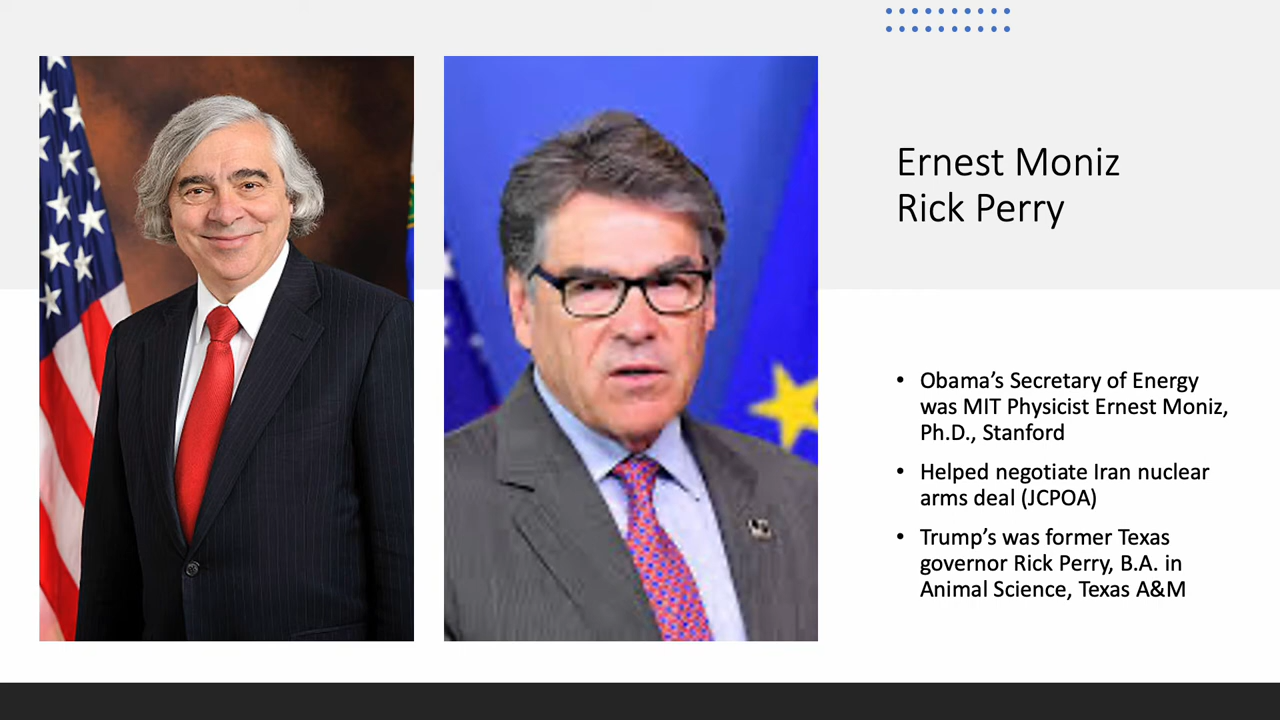 Ernest Moniz
Rick Perry
• Obama’s Secretary of Energy
was MIT Physicist Ernest Moniz,
Ph.D., Stanford
• Helped negotiate Iran nuclear
arms deal (JCPOA)
• Trump’s was former Texas
governor Rick Perry, B.A. in
Animal Science, Texas A&M